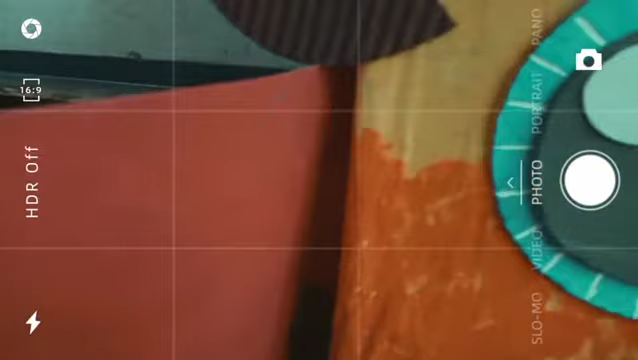 16:9
HDR Off
PANO
PORTRAIT
PHOTO
VIDEO
SLO-MO